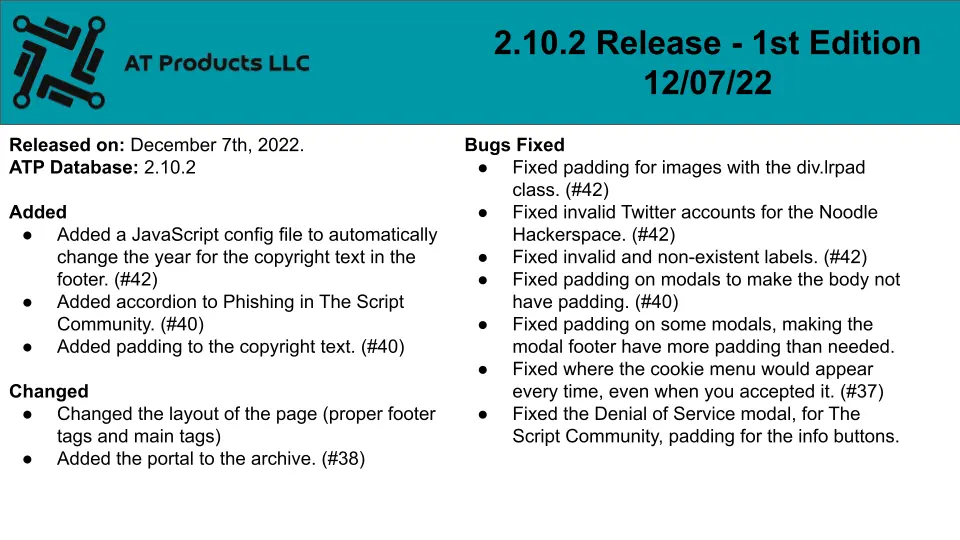 AT Products LLC
2.10.2 Release - 1st Edition
12/07/22
Released on: December 7th, 2022.
ATP Database: 2.10.2
Added
● Added a JavaScript config file to automatically
change the year for the copyright text in the
footer. (#42)
● Added accordion to Phishing in The Script
Community. (#40)
● Added padding to the copyright text. (#40)
Changed
● Changed the layout of the page (proper footer
tags and main tags)
● Added the portal to the archive. (#38)
Bugs Fixed
● Fixed padding for images with the div.lrpad
class. (#42)
● Fixed invalid Twitter accounts for the Noodle
Hackerspace. (#42)
● Fixed invalid and non-existent labels. (#42)
● Fixed padding on modals to make the body not
have padding. (#40)
● Fixed padding on some modals, making the
modal footer have more padding than needed.
● Fixed where the cookie menu would appear
every time, even when you accepted it. (#37)
● Fixed the Denial of Service modal, for The
Script Community, padding for the info buttons.